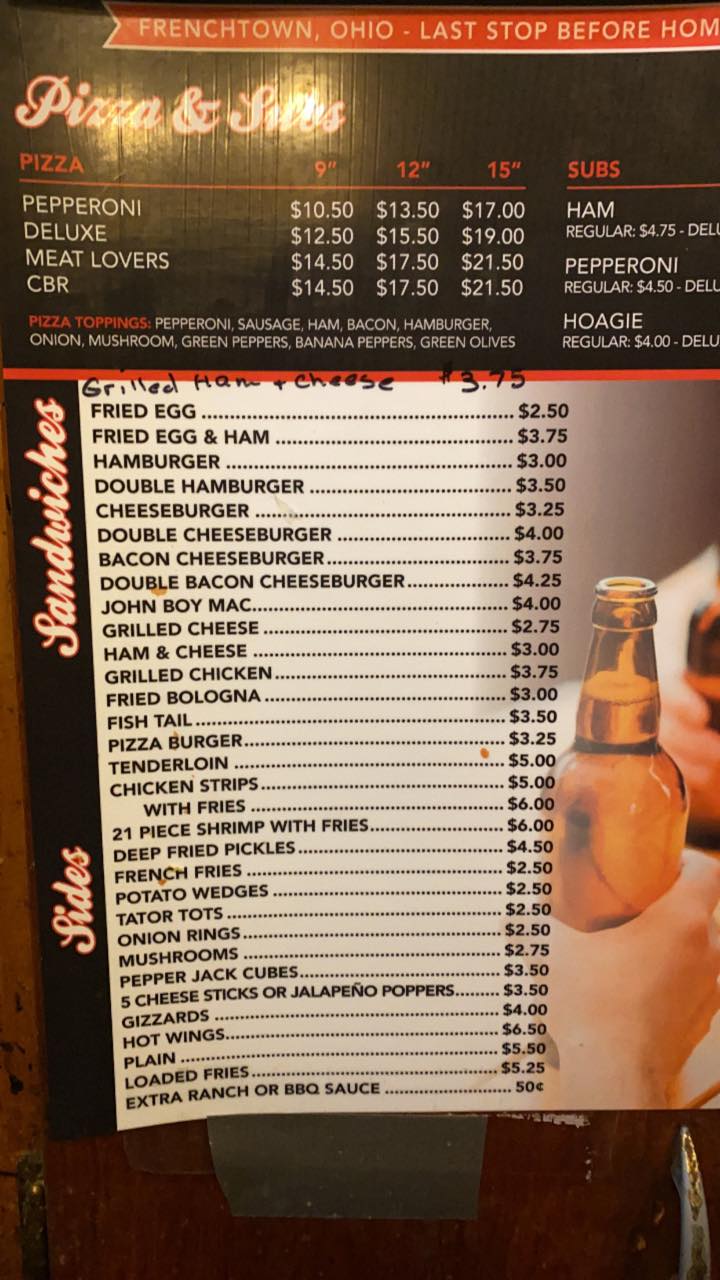 FRENCHTOWN, OHIO - LAST STOP BEFORE HOM
Pizza & Subs
PIZZA 9" 12" 15"
PEPPERONI $10.50 $13.50 $17.00
DELUXE $12.50 $15.50 $19.00
MEAT LOVERS $14.50 $17.50 $21.50
CBR $14.50 $17.50 $21.50
PIZZA TOPPINGS: PEPPERONI, SAUSAGE, HAM, BACON, HAMBURGER,
ONION, MUSHROOM, GREEN PEPPERS, BANANA PEPPERS, GREEN OLIVES
SUBS
HAM
REGULAR: $4.75 - DELU
PEPPERONI
REGULAR: $4.50 - DELU
HOAGIE
REGULAR: $4.00 - DELU
Sandwiches
Grilled Ham + Cheese $3.75
FRIED EGG $2.50
FRIED EGG & HAM $3.75
HAMBURGER $3.00
DOUBLE HAMBURGER $3.50
CHEESEBURGER $3.25
DOUBLE CHEESEBURGER $4.00
BACON CHEESEBURGER $3.75
DOUBLE BACON CHEESEBURGER $4.25
JOHN BOY MAC $4.00
GRILLED CHEESE $2.75
HAM & CHEESE $3.00
GRILLED CHICKEN $3.75
FRIED BOLOGNA $3.00
FISH TAIL $3.50
PIZZA BURGER $3.25
TENDERLOIN $5.00
CHICKEN STRIPS $5.00
WITH FRIES $6.00
21 PIECE SHRIMP WITH FRIES $6.00
Sides
DEEP FRIED PICKLES $4.50
FRENCH FRIES $2.50
POTATO WEDGES $2.50
TATOR TOTS $2.50
ONION RINGS $2.50
MUSHROOMS $2.75
PEPPER JACK CUBES $3.50
5 CHEESE STICKS OR JALAPEÑO POPPERS $3.50
GIZZARDS $4.00
HOT WINGS $6.50
PLAIN $5.50
LOADED FRIES $5.25
EXTRA RANCH OR BBQ SAUCE 50¢